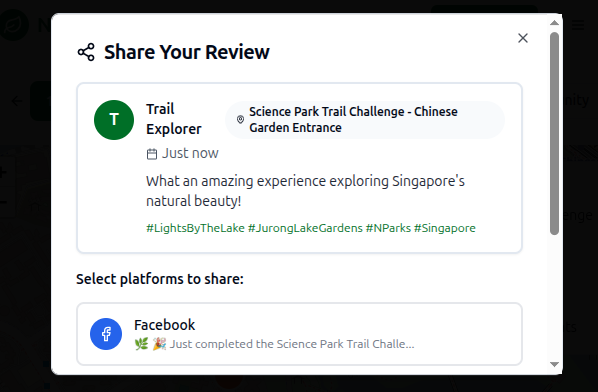 Share Your Review
T
Trail
Explorer
Science Park Trail Challenge - Chinese
Garden Entrance
Just now
What an amazing experience exploring Singapore's
natural beauty!
#LightsByTheLake #JurongLakeGardens #NParks #Singapore
Select platforms to share:
Facebook
🌿 🎉 Just completed the Science Park Trail Challe...